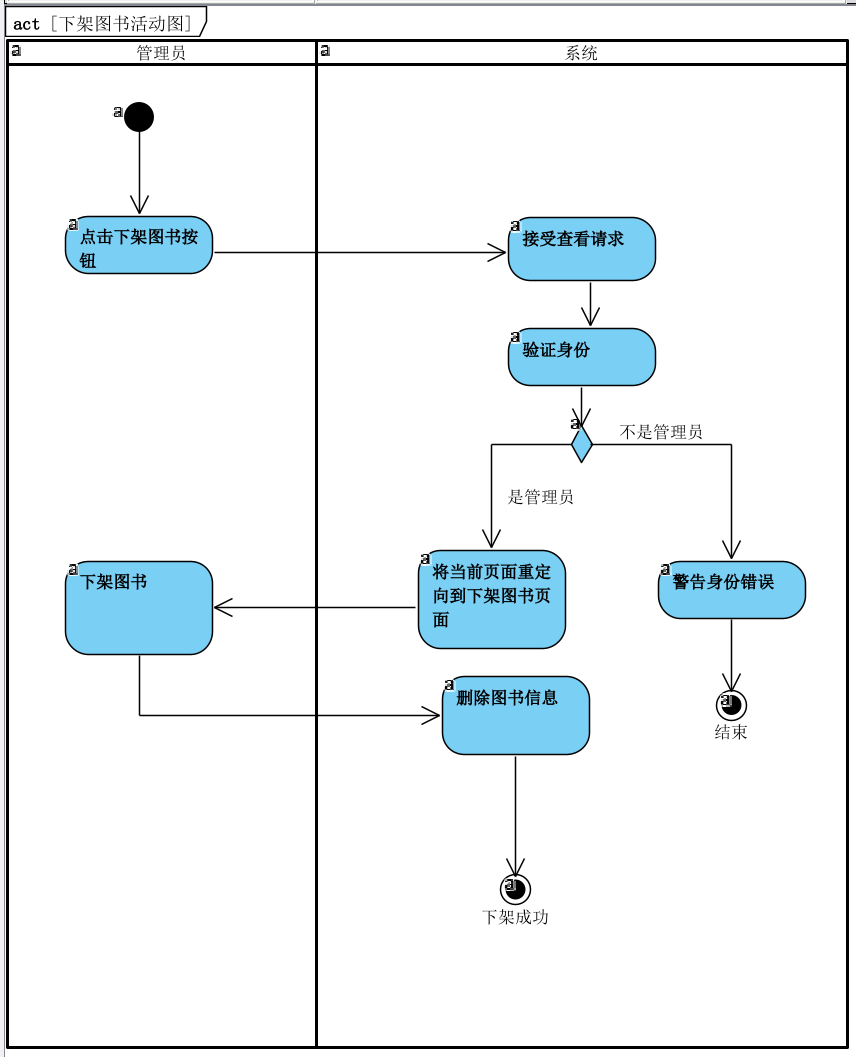 act [下架图书活动图]
a 管理员
a 系统
a
a 点击下架图书按
钮
a 接受查看请求
a 验证身份
a
不是管理员
是管理员
a 将当前页面重定
向到下架图书页
面
a 下架图书
a 警告身份错误
a 删除图书信息
a
结束
a
下架成功